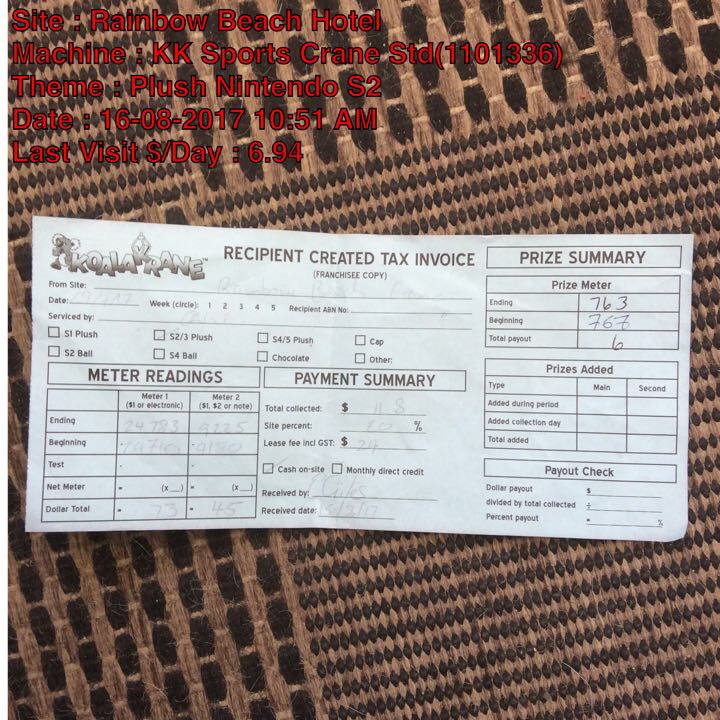 Site : Rainbow Beach Hotel
Machine : KK Sports Crane Std(1101336)
Theme : Plush Nintendo S2
Date : 16-08-2017 10:51 AM
Last Visit $/Day : 6.94
KOALA KRANE™
RECIPIENT CREATED TAX INVOICE
(FRANCHISEE COPY)
From Site: Rainbow Beach
Date:
Week (circle): 1 2 3 4 5 Recipient ABN No:
Serviced by:
S1 Plush S2/3 Plush S4/5 Plush Cap
S2 Ball S4 Ball Chocolate Other:
METER READINGS
Meter 1 ($1 or electronic) Meter 2 ($1, $2 or note)
Ending 24783 9225
Beginning - -9180
Test - -
Net Meter = (x__) = (x__)
Dollar Total = 73 = 45
PAYMENT SUMMARY
Total collected: $ 118
Site percent: %
Lease fee incl GST: $ 24
Cash on-site Monthly direct credit
Received by: Giles
Received date:
PRIZE SUMMARY
Prize Meter
Ending 763
Beginning 767
Total payout 6
Prizes Added
Type Main Second
Added during period
Added collection day
Total added
Payout Check
Dollar payout $
divided by total collected ÷
Percent payout = %